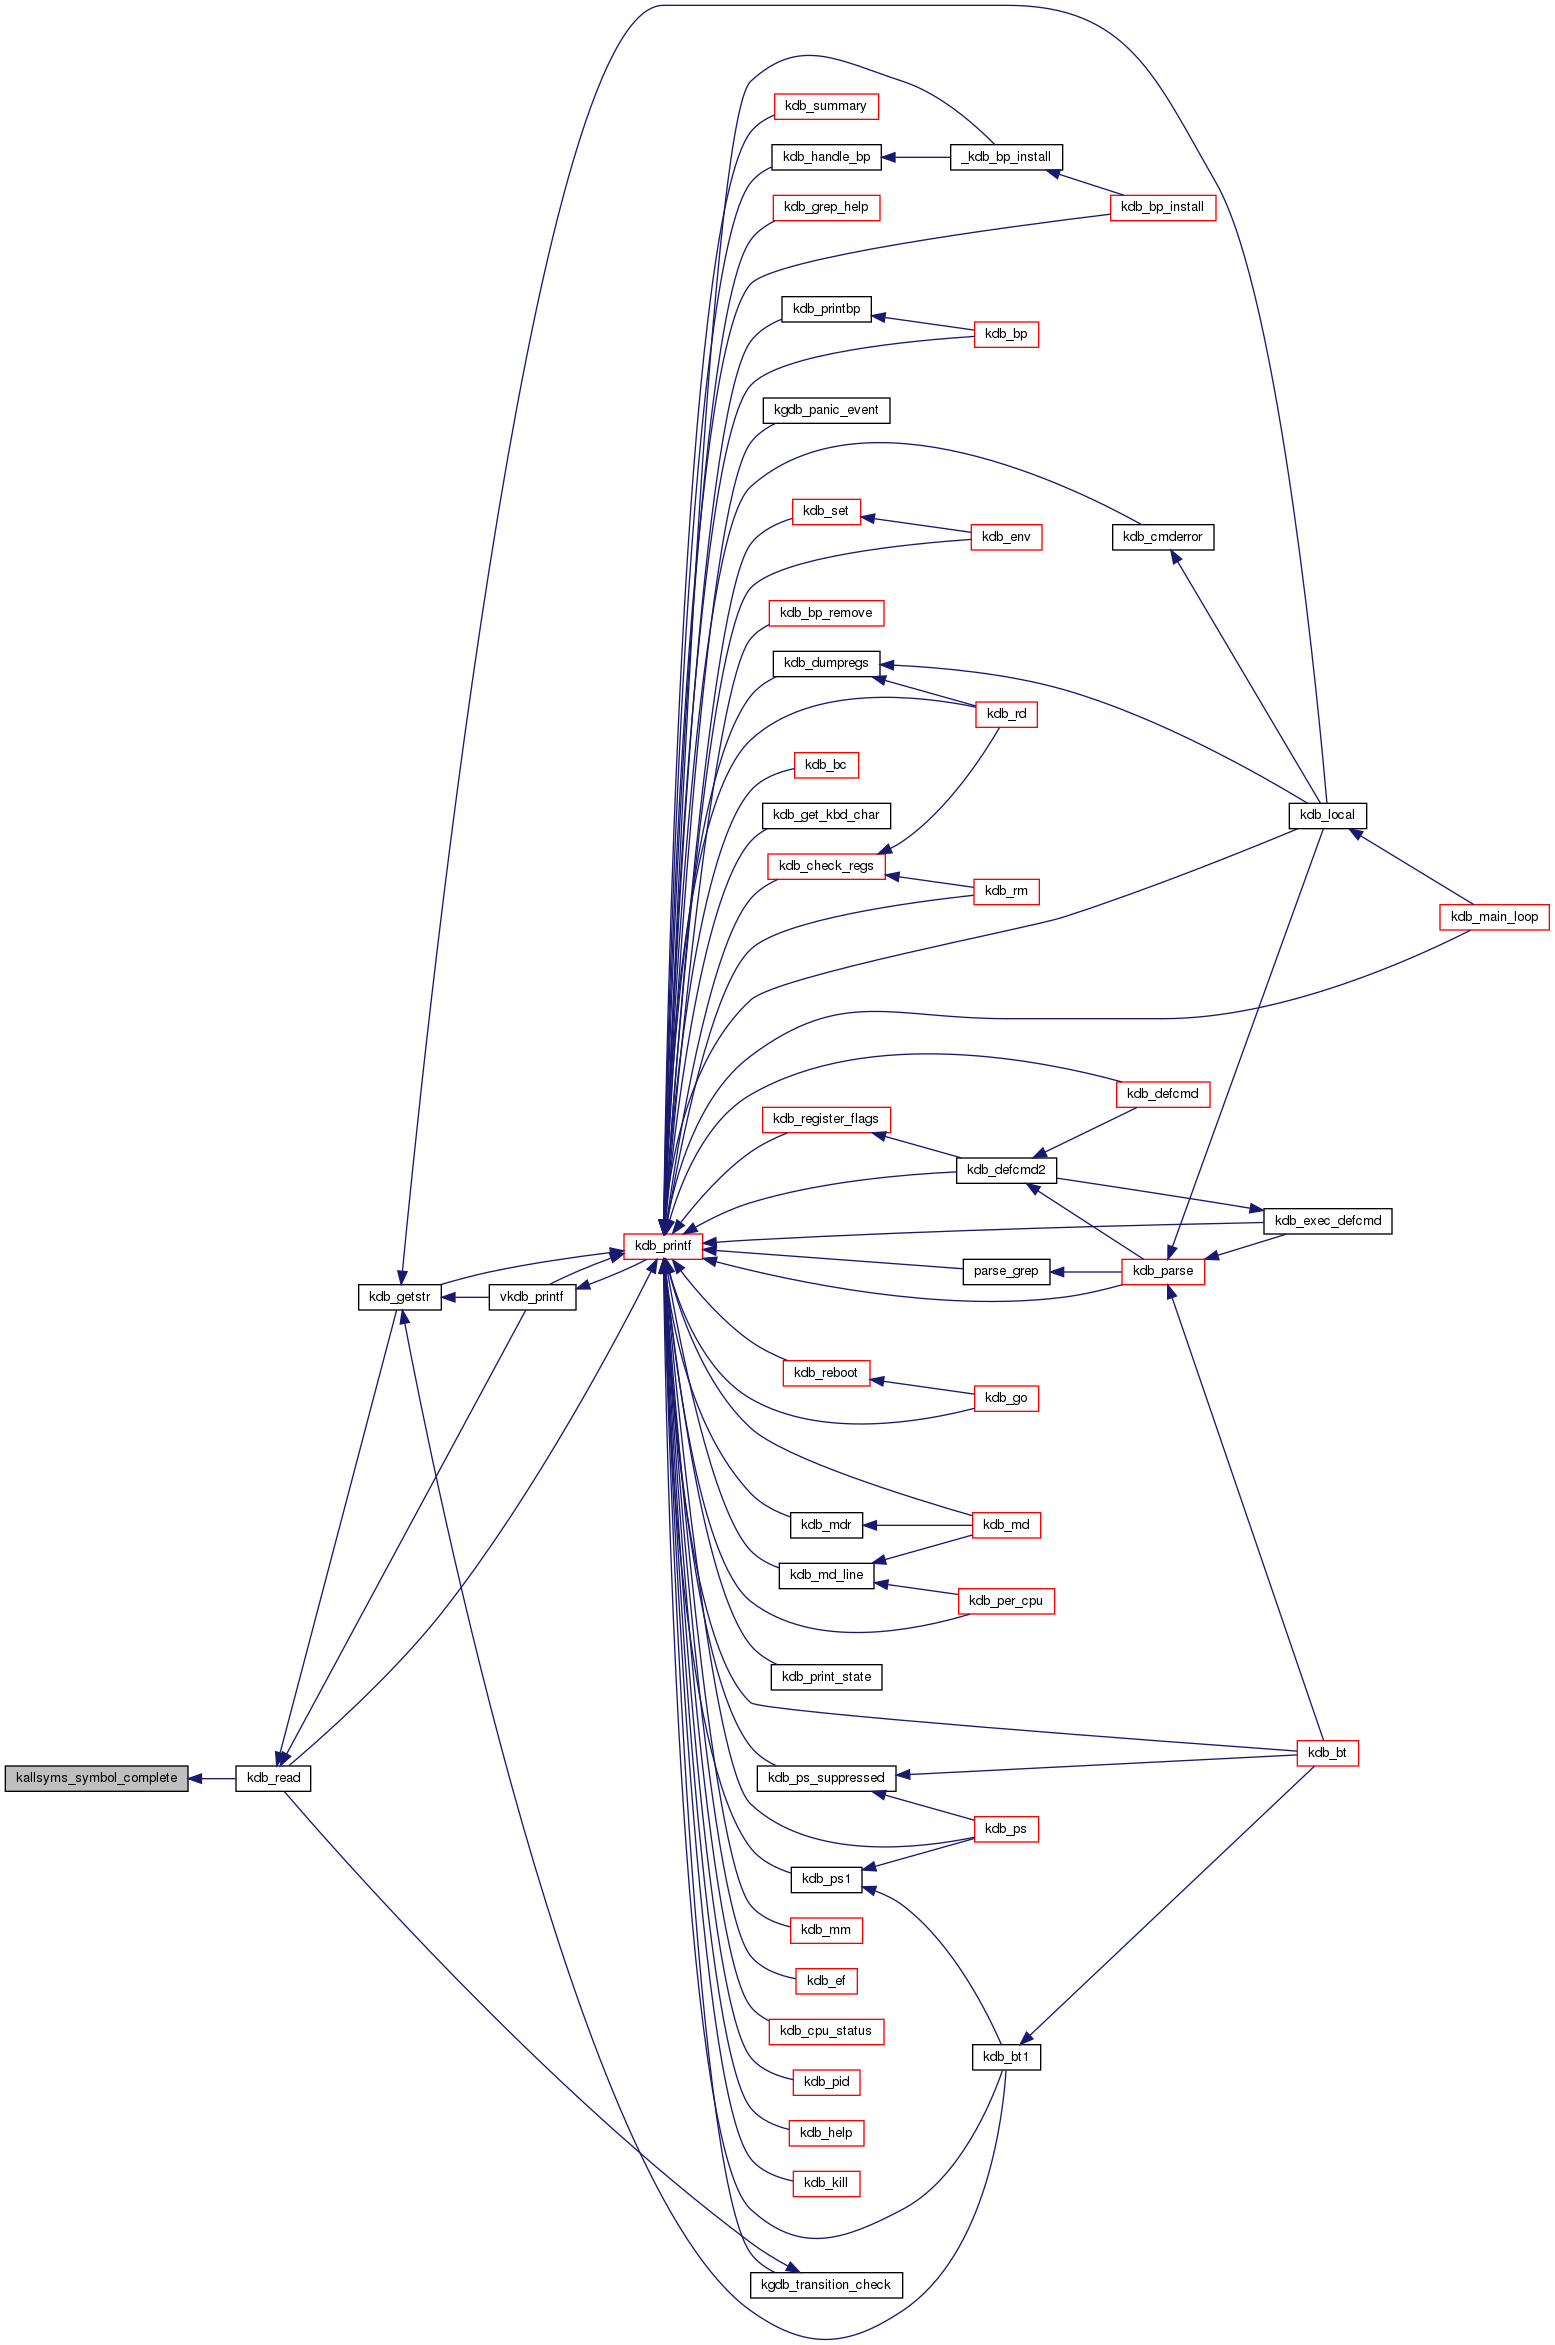 kdb_summary
kdb_handle_bp
_kdb_bp_install
kdb_grep_help
kdb_bp_install
kdb_printbp
kdb_bp
kgdb_panic_event
kdb_set
kdb_env
kdb_cmderror
kdb_bp_remove
kdb_dumpregs
kdb_rd
kdb_bc
kdb_get_kbd_char
kdb_local
kdb_check_regs
kdb_rm
kdb_main_loop
kdb_defcmd
kdb_register_flags
kdb_defcmd2
kdb_exec_defcmd
kdb_printf
parse_grep
kdb_parse
kdb_getstr
vkdb_printf
kdb_reboot
kdb_go
kdb_mdr
kdb_md
kdb_md_line
kdb_per_cpu
kdb_print_state
kdb_bt
kallsyms_symbol_complete
kdb_read
kdb_ps_suppressed
kdb_ps
kdb_ps1
kdb_mm
kdb_ef
kdb_cpu_status
kdb_bt1
kdb_pid
kdb_help
kdb_kill
kgdb_transition_check